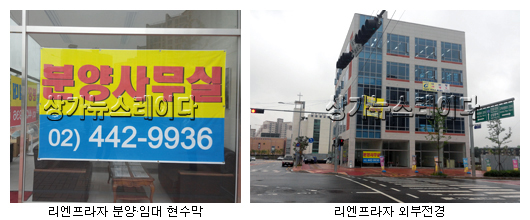 분양사무실
상가뉴스레이다
02) 442-9936
상가뉴스레이다
리엔프라자 분양·임대 현수막
리엔프라자 외부전경